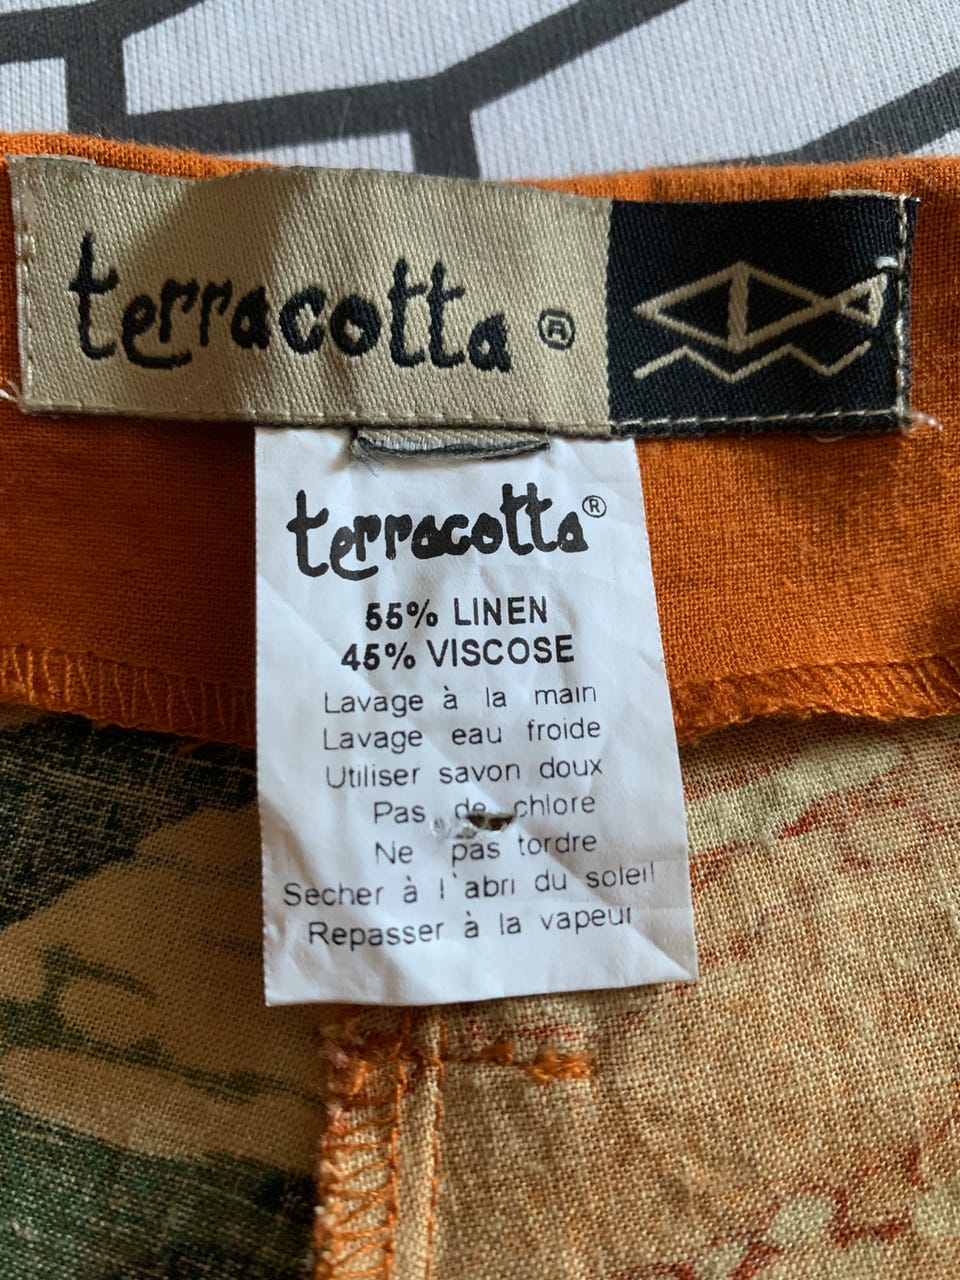 terracotta ®
terracotta ®
55% LINEN
45% VISCOSE
Lavage à la main
Lavage eau froide
Utiliser savon doux
Pas de chlore
Ne pas tordre
Secher à l'abri du soleil
Repasser à la vapeur